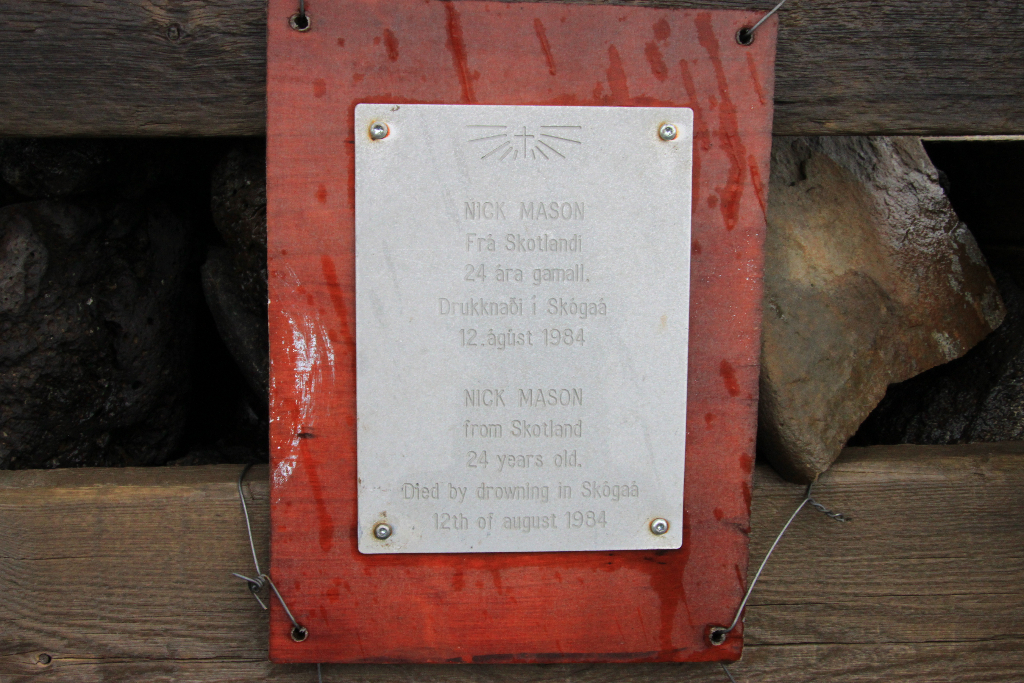 NICK MASON
Frá Skotlandi
24 ára gamall.
Drukknaði í Skógaá
12.ágúst 1984
NICK MASON
from Skotland
24 years old.
Died by drowning in Skógaá
12th of august 1984